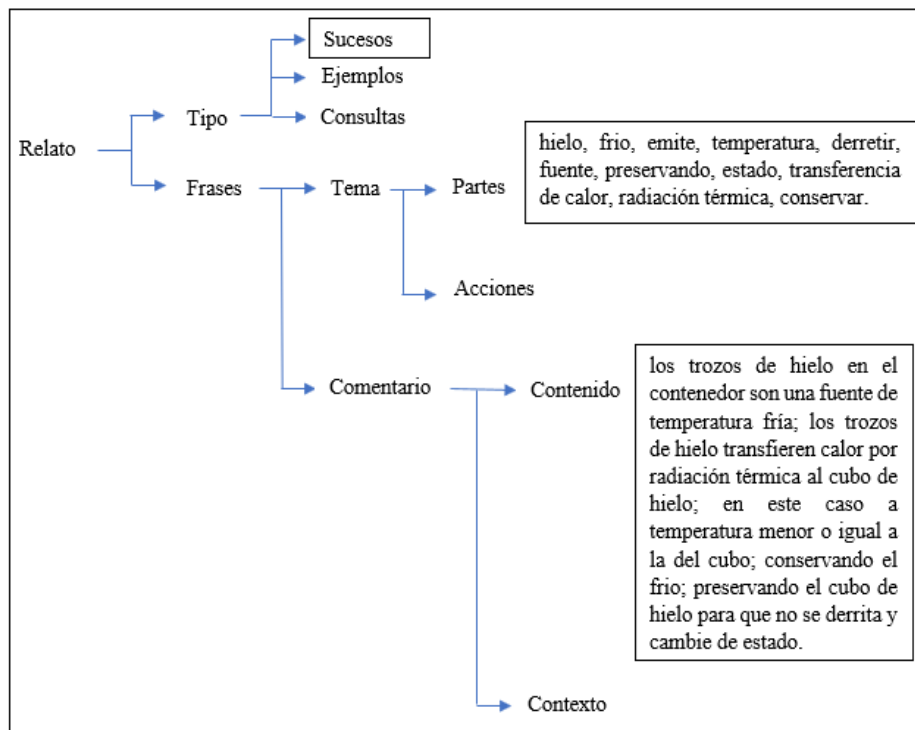 Sucesos
Ejemplos
Tipo
Consultas
Relato
hielo, frio, emite, temperatura, derretir,
fuente, preservando, estado, transferencia
de calor, radiación térmica, conservar.
Frases
Tema
Partes
Acciones
Comentario
Contenido
los trozos de hielo en el
contenedor son una fuente de
temperatura fría; los trozos
de hielo transfieren calor por
radiación térmica al cubo de
hielo; en este caso a
temperatura menor o igual a
la del cubo; conservando el
frio; preservando el cubo de
hielo para que no se derrita y
cambie de estado.
Contexto